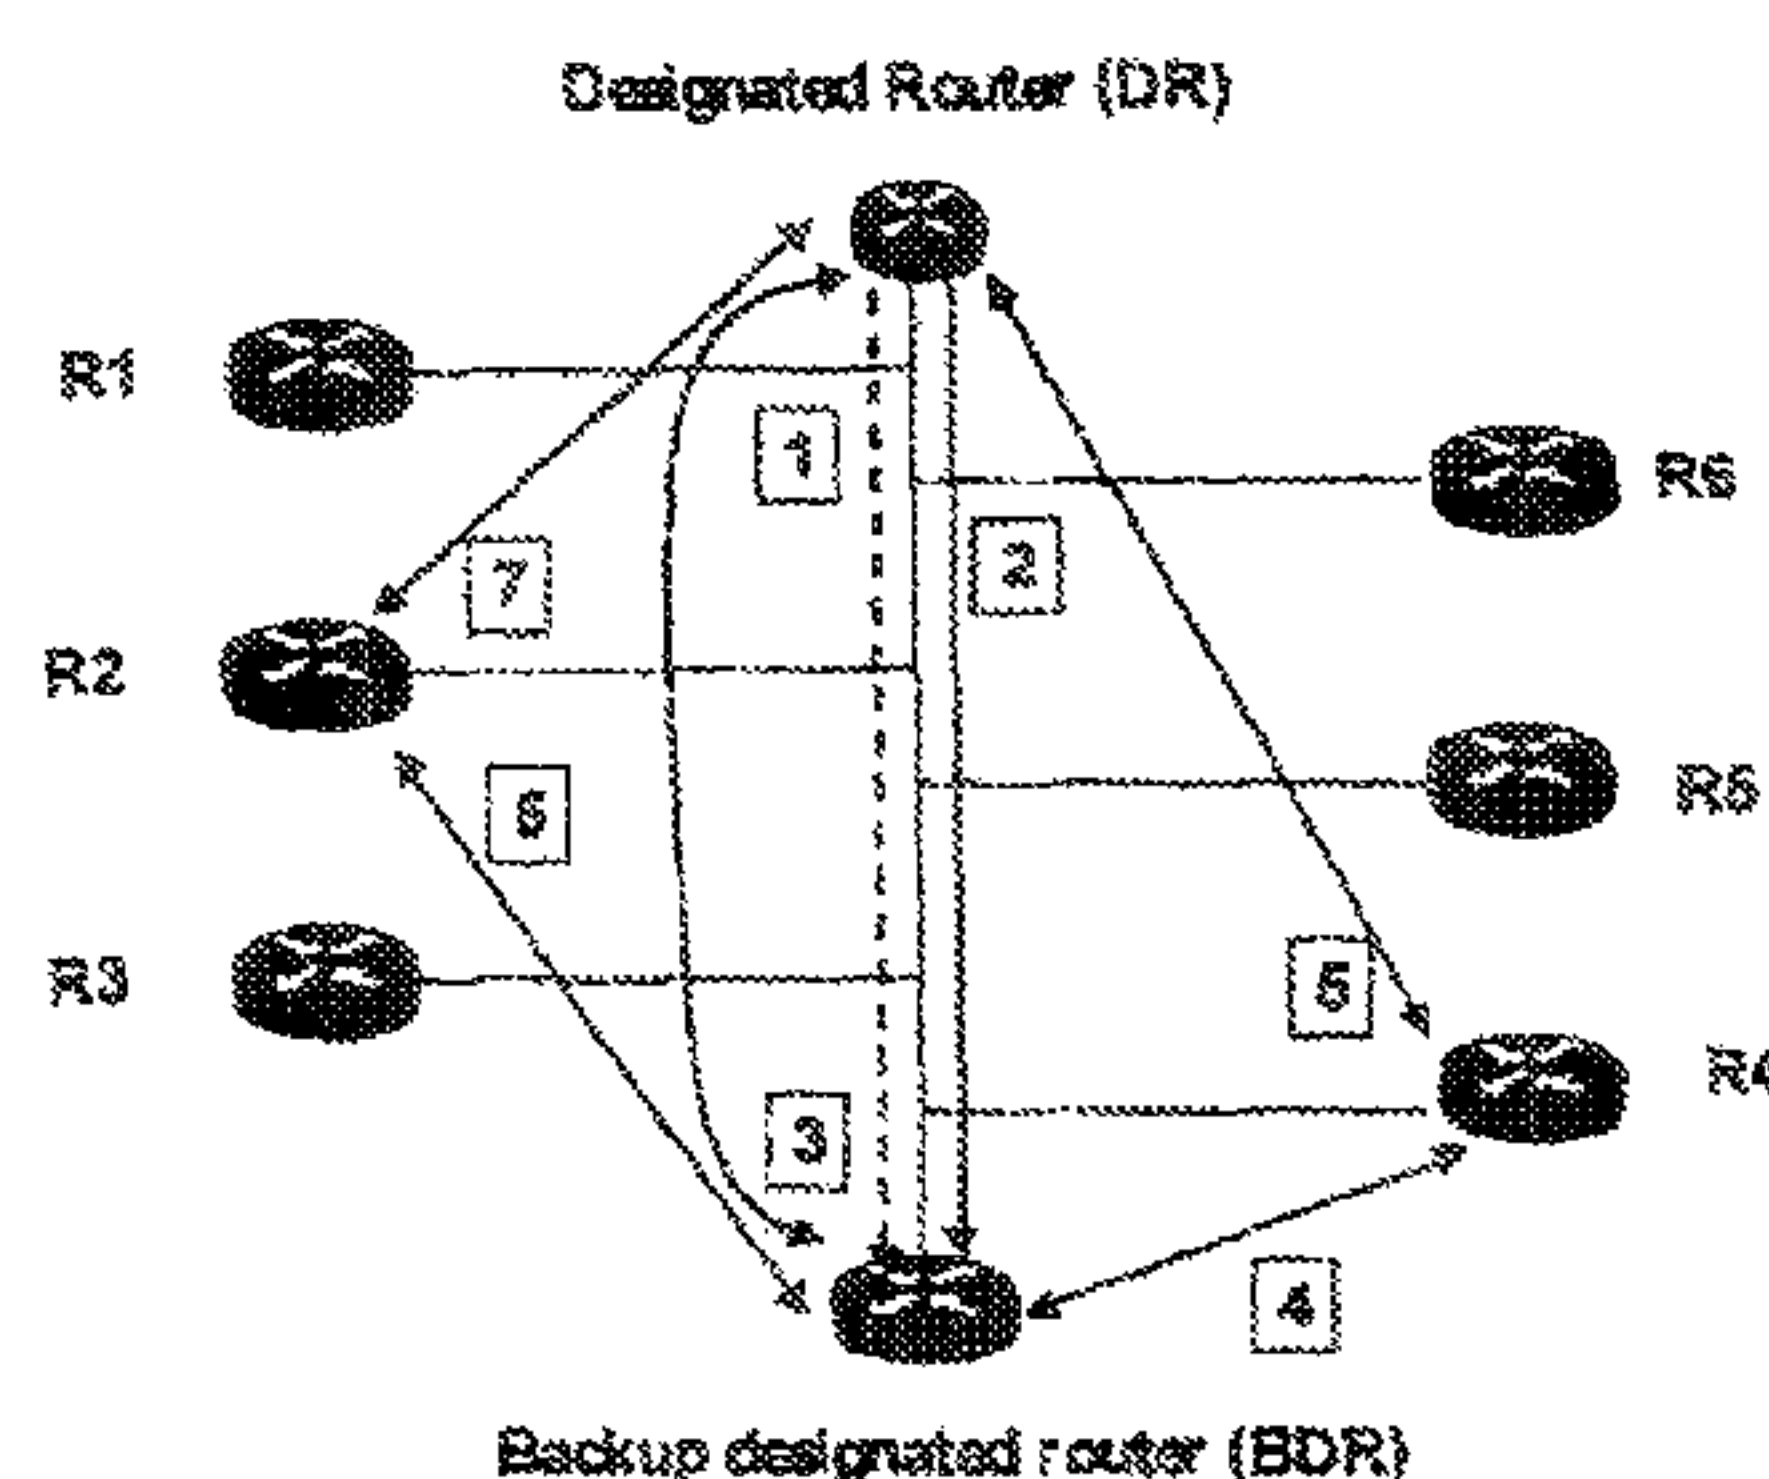 Designated Router (DR)
R1
1
R6
2
7
R2
6
R5
R3
5
R4
3
4
Backup designated router (BDR)